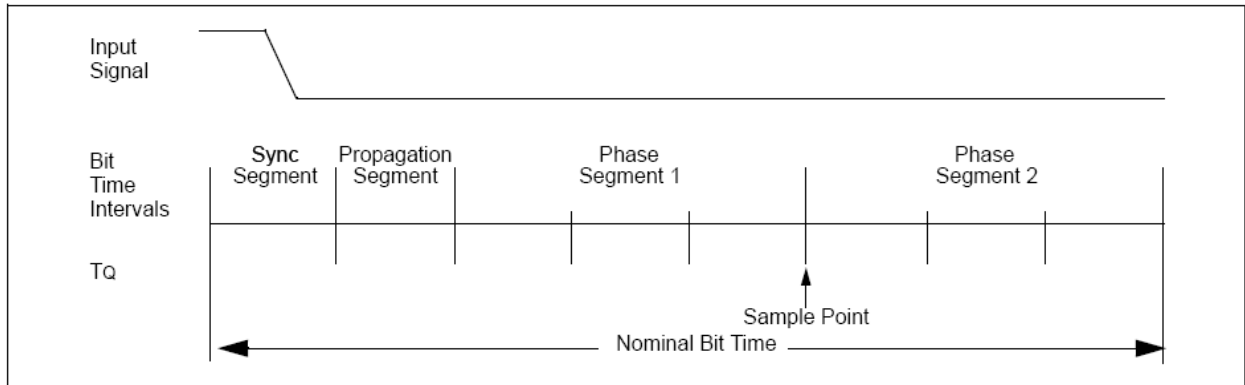 Input
Signal
Bit
Time
Intervals
Sync
Segment
Propagation
Segment
Phase
Segment 1
Phase
Segment 2
TQ
Sample Point
Nominal Bit Time